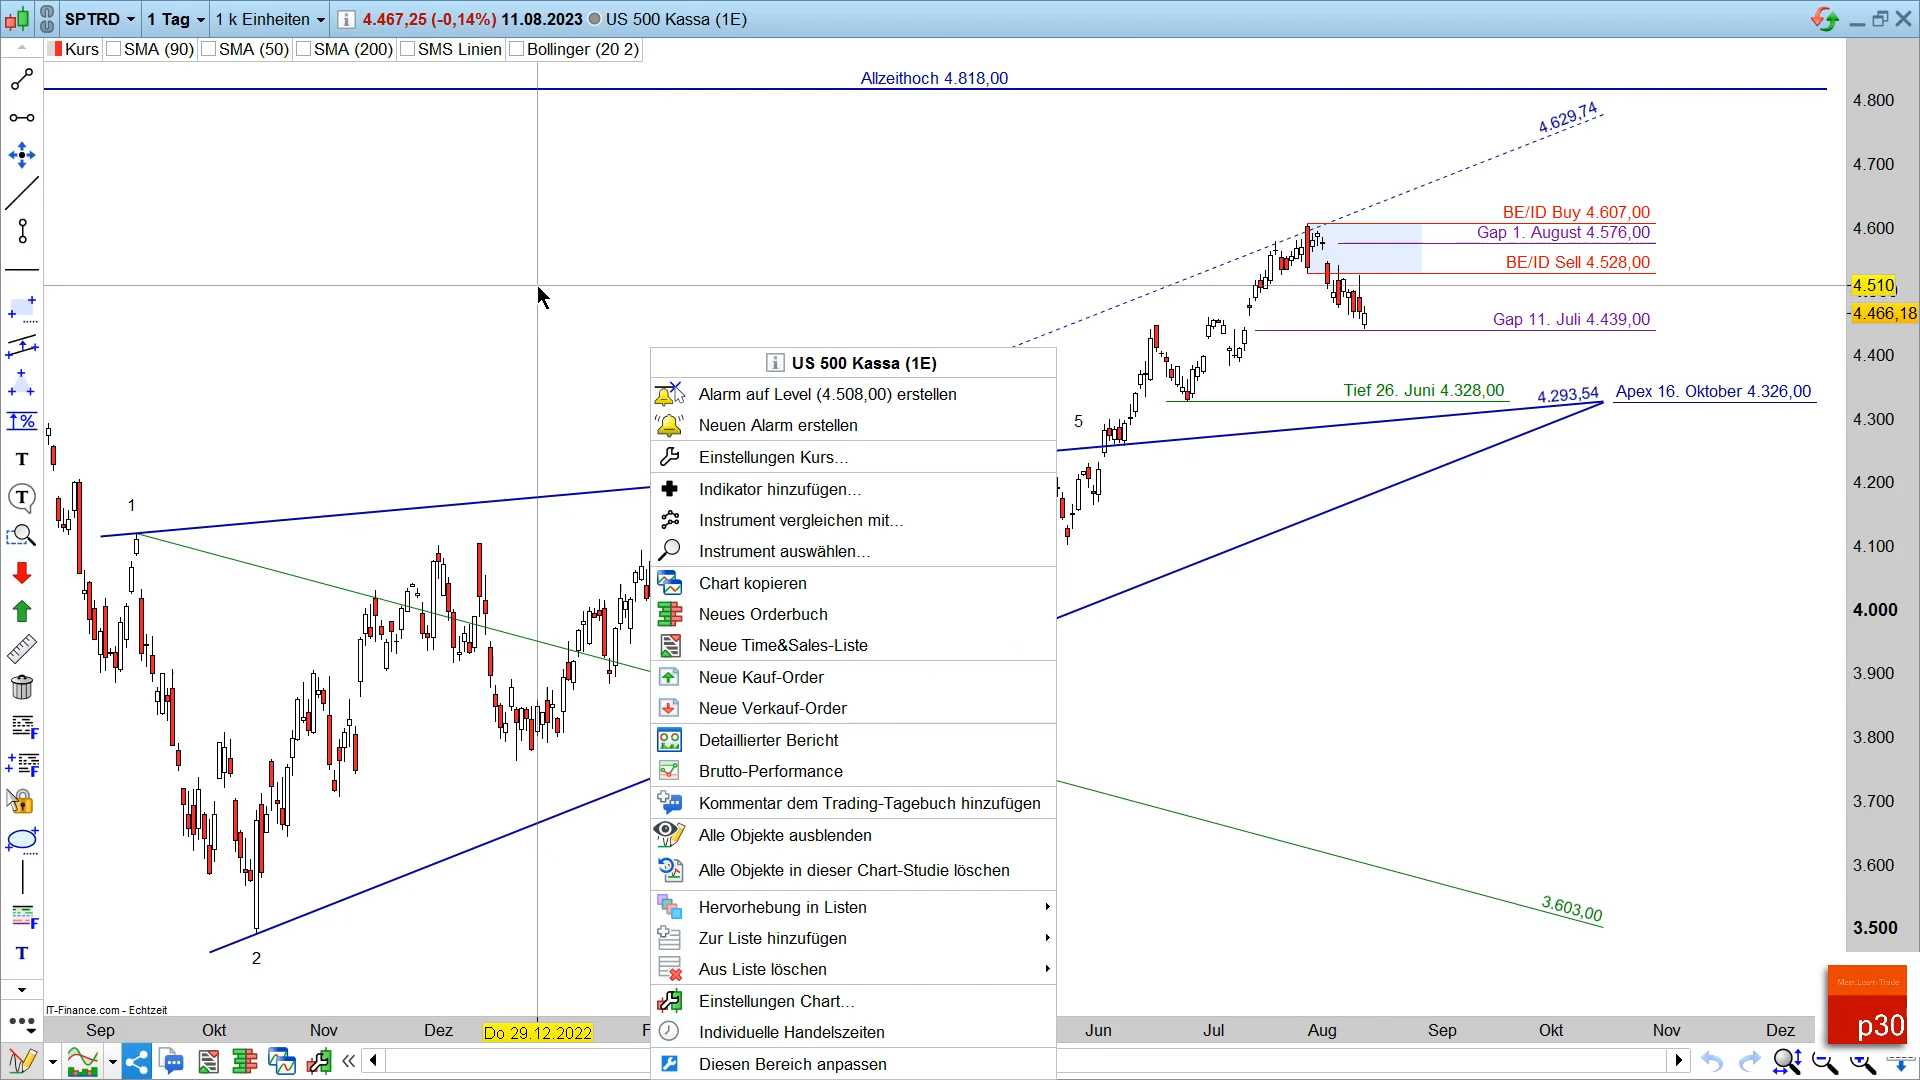 SPTRD 1 Tag 1 k Einheiten 4.467,25 (-0,14%) 11.08.2023 US 500 Kassa (1E)
Kurs SMA (90) SMA (50) SMA (200) SMS Linien Bollinger (20 2)
Allzeithoch 4.818,00
4.800
4.629,74
4.700
BE/ID Buy 4.607,00
4.600
Gap 1. August 4.576,00
BE/ID Sell 4.528,00
4.510
4.466,18
Gap 11. Juli 4.439,00
4.400
Tief 26. Juni 4.328,00
4.293,54
Apex 16. Oktober 4.326,00
4.300
4.200
4.100
4.000
3.900
3.800
3.700
3.600
3.603,00
3.500
1
2
5
US 500 Kassa (1E)
Alarm auf Level (4.508,00) erstellen
Neuen Alarm erstellen
Einstellungen Kurs...
Indikator hinzufügen...
Instrument vergleichen mit...
Instrument auswählen...
Chart kopieren
Neues Orderbuch
Neue Time&Sales-Liste
Neue Kauf-Order
Neue Verkauf-Order
Detaillierter Bericht
Brutto-Performance
Kommentar dem Trading-Tagebuch hinzufügen
Alle Objekte ausblenden
Alle Objekte in dieser Chart-Studie löschen
Hervorhebung in Listen
Zur Liste hinzufügen
Aus Liste löschen
Einstellungen Chart...
Individuelle Handelszeiten
Diesen Bereich anpassen
IT-Finance.com - Echtzeit
Sep Okt Nov Dez Do 29.12.2022 F Jun Jul Aug Sep Okt Nov Dez
Meet Learn Trade
p30